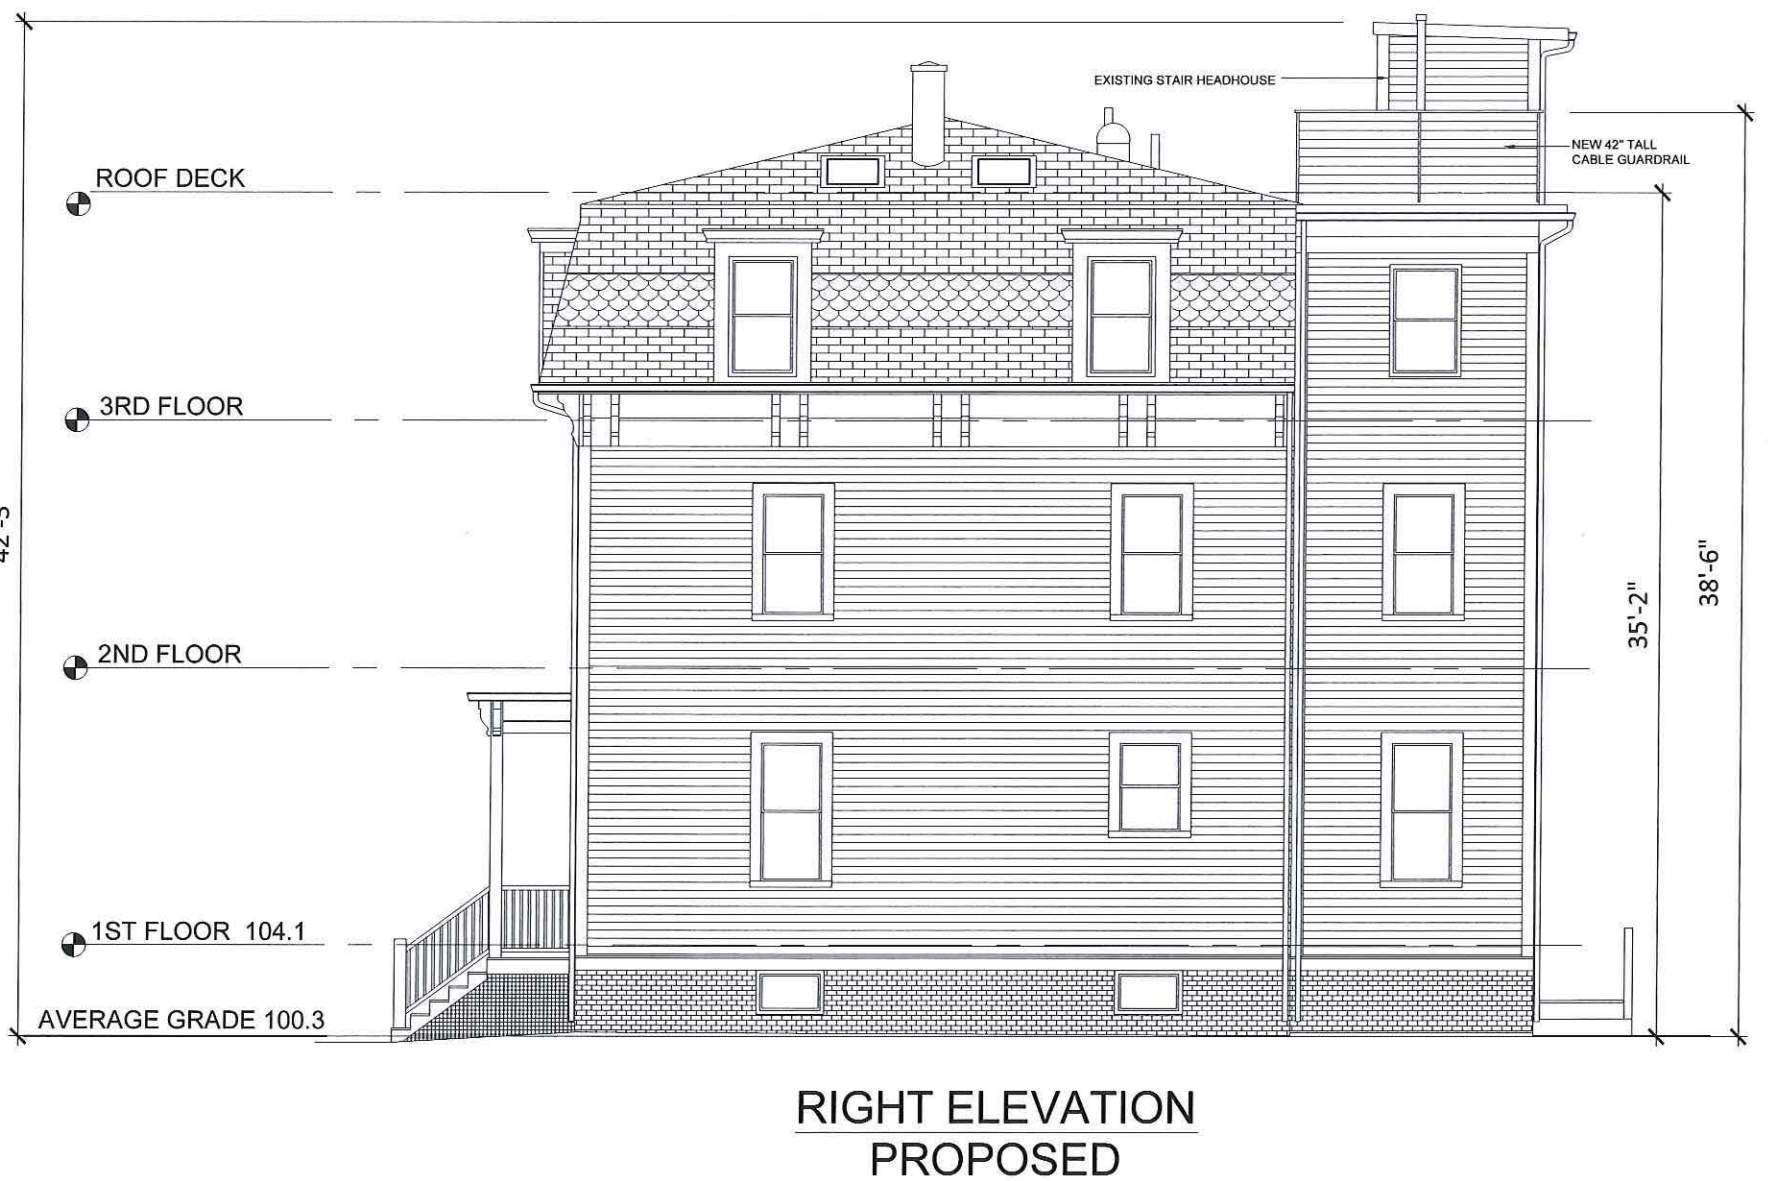 EXISTING STAIR HEADHOUSE
NEW 42" TALL
CABLE GUARDRAIL
ROOF DECK
3RD FLOOR
2ND FLOOR
1ST FLOOR 104.1
AVERAGE GRADE 100.3
35'-2"
38'-6"
RIGHT ELEVATION
PROPOSED